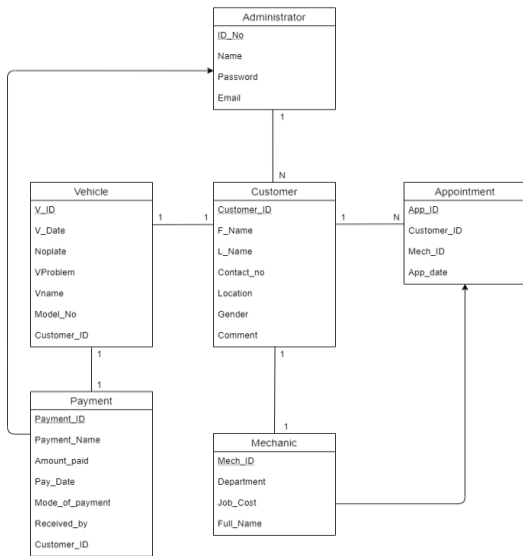 Administrator
ID_No
Name
Password
Email
1
N
Vehicle
V_ID
V_Date
Noplate
VProblem
Vname
Model_No
Customer_ID
1
1
Customer
Customer_ID
F_Name
L_Name
Contact_no
Location
Gender
Comment
1
N
Appointment
App_ID
Customer_ID
Mech_ID
App_date
1
1
Payment
Payment_ID
Payment_Name
Amount_paid
Pay_Date
Mode_of_payment
Received_by
Customer_ID
1
1
Mechanic
Mech_ID
Department
Job_Cost
Full_Name